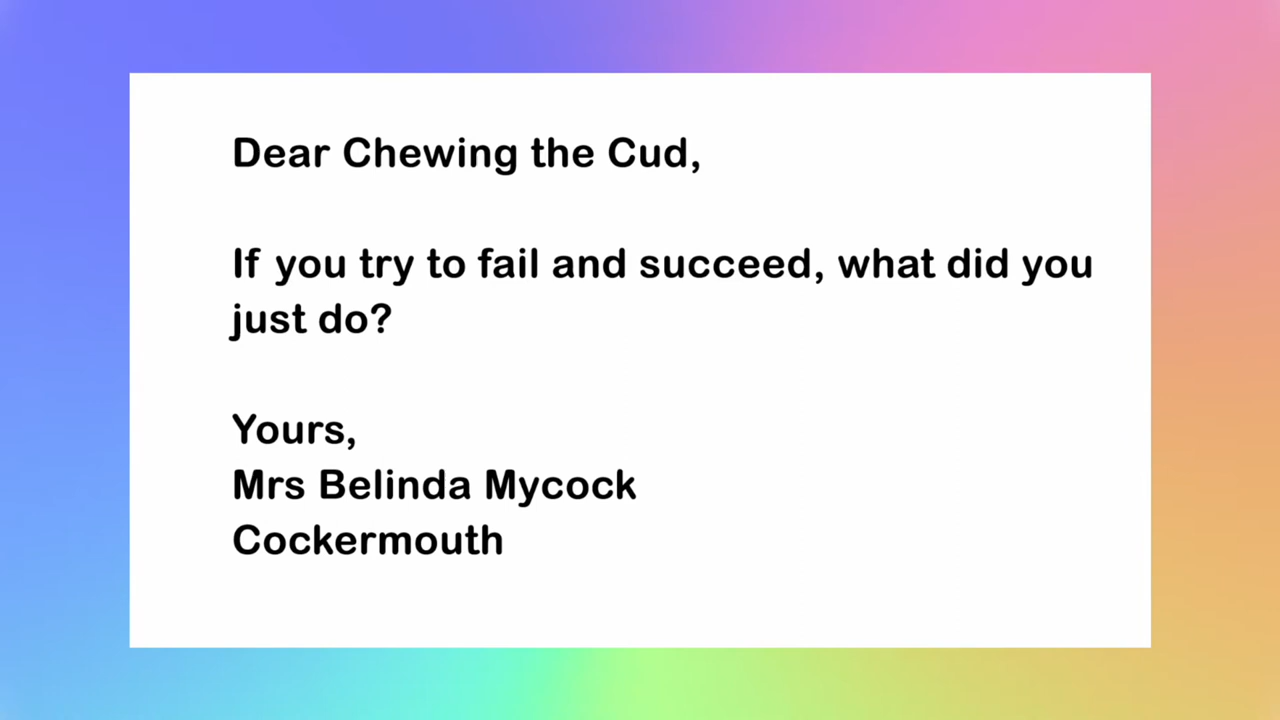 Dear Chewing the Cud,
If you try to fail and succeed, what did you
just do?
Yours,
Mrs Belinda Mycock
Cockermouth